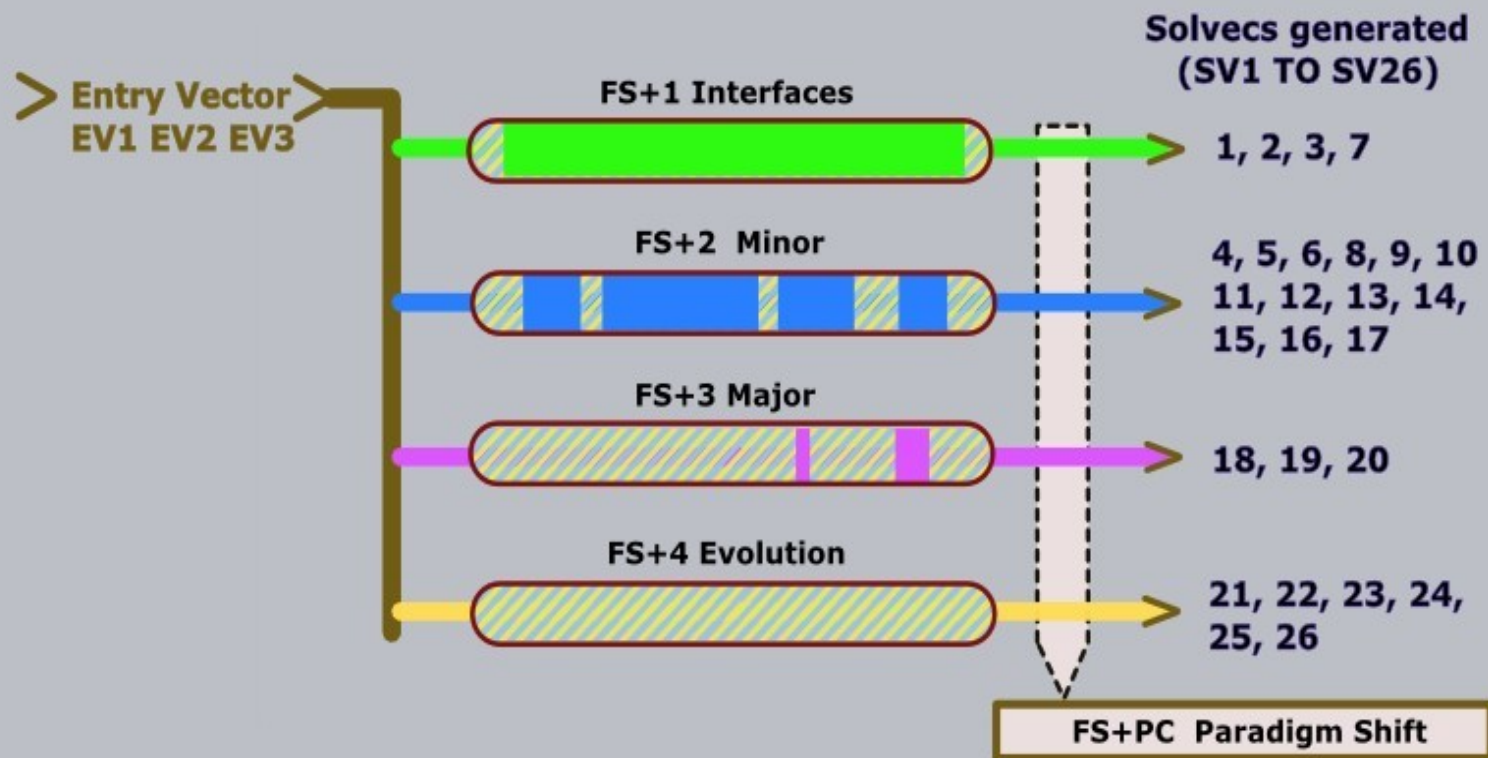 Solvecs generated
(SV1 TO SV26)
Entry Vector
EV1 EV2 EV3
FS+1 Interfaces
1, 2, 3, 7
FS+2 Minor
4, 5, 6, 8, 9, 10
11, 12, 13, 14,
15, 16, 17
FS+3 Major
18, 19, 20
FS+4 Evolution
21, 22, 23, 24,
25, 26
FS+PC Paradigm Shift